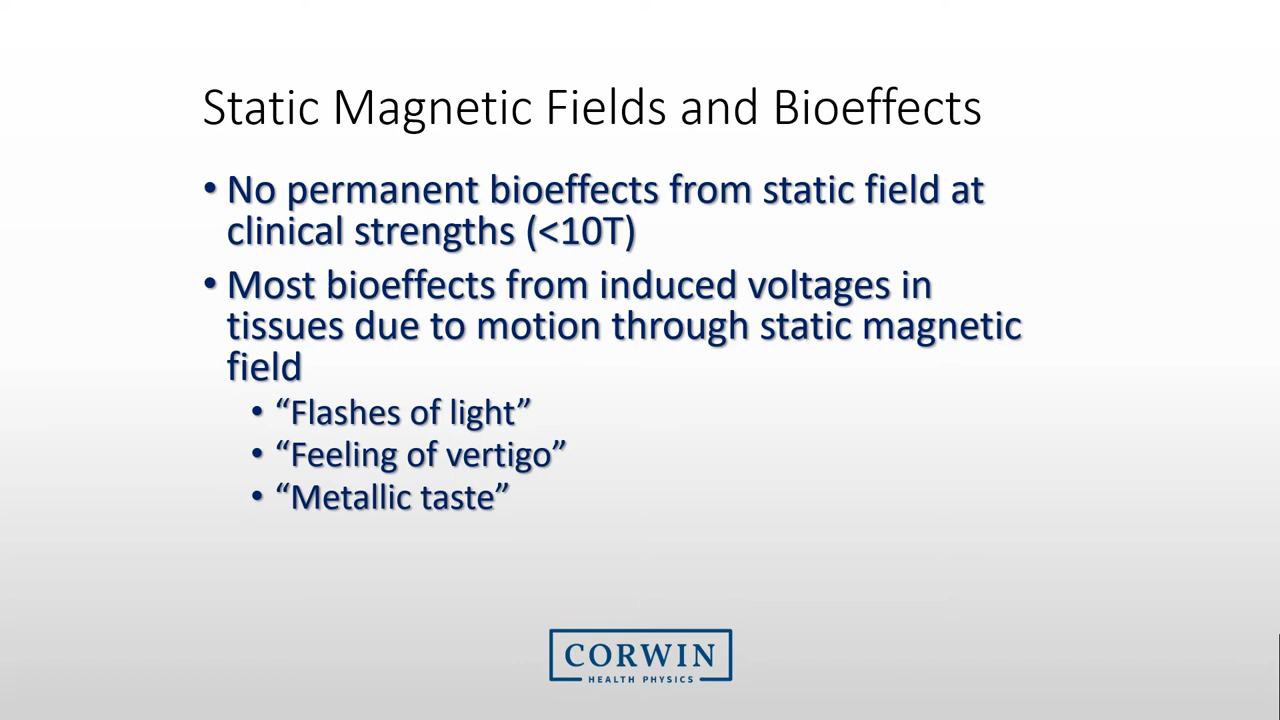 Static Magnetic Fields and Bioeffects
• No permanent bioeffects from static field at
clinical strengths (<10T)
• Most bioeffects from induced voltages in
tissues due to motion through static magnetic
field
• “Flashes of light”
• “Feeling of vertigo”
• “Metallic taste”
CORWIN
HEALTH PHYSICS